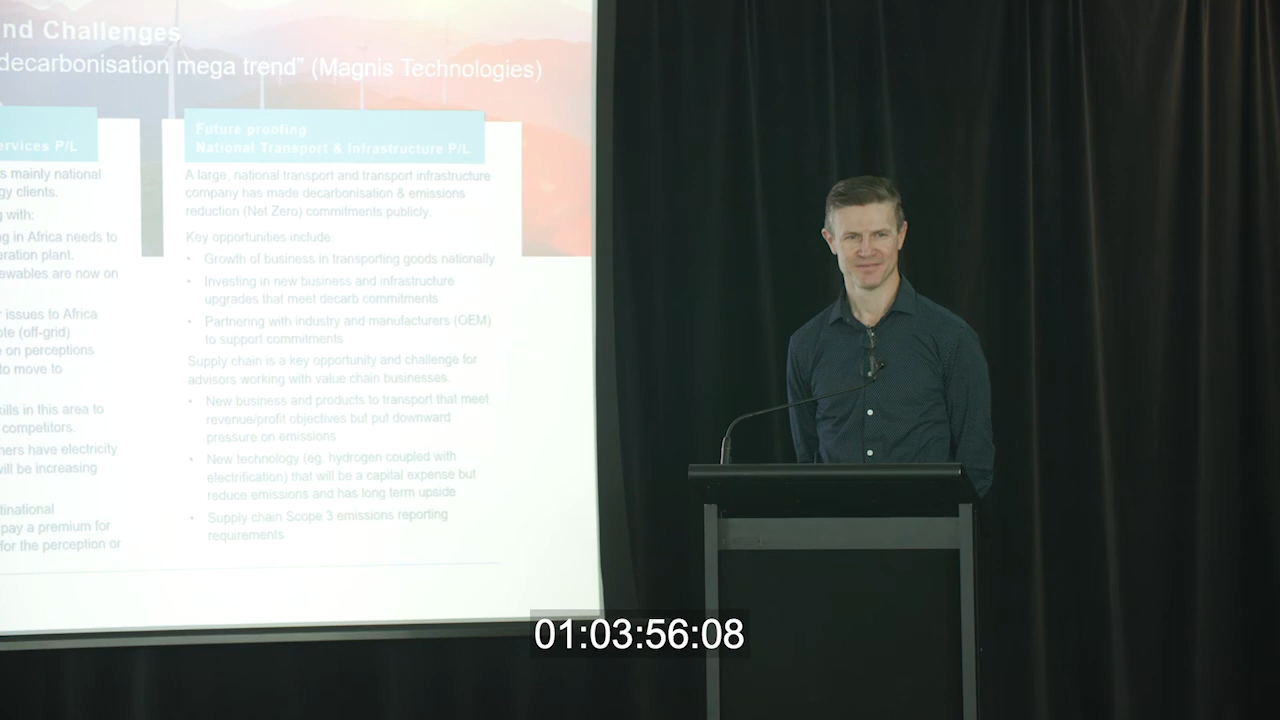 nd Challenges
decarbonisation mega trend” (Magnis Technologies)
ervices P/L
s mainly national
gy clients.
g with:
ng in Africa needs to
eration plant.
ewables are now on
r issues to Africa
ote (off-grid)
e on perceptions
to move to
kills in this area to
competitors.
ners have electricity
will be increasing
tinational
pay a premium for
for the perception or
Future proofing
National Transport & Infrastructure P/L
A large, national transport and transport infrastructure
company has made decarbonisation & emissions
reduction (Net Zero) commitments publicly.
Key opportunities include:
• Growth of business in transporting goods nationally
• Investing in new business and infrastructure
upgrades that meet decarb commitments
• Partnering with industry and manufacturers (OEM)
to support commitments
Supply chain is a key opportunity and challenge for
advisors working with value chain businesses.
• New business and products to transport that meet
revenue/profit objectives but put downward
pressure on emissions
• New technology (eg. hydrogen coupled with
electrification) that will be a capital expense but
reduce emissions and has long term upside
• Supply chain Scope 3 emissions reporting
requirements
01:03:56:08